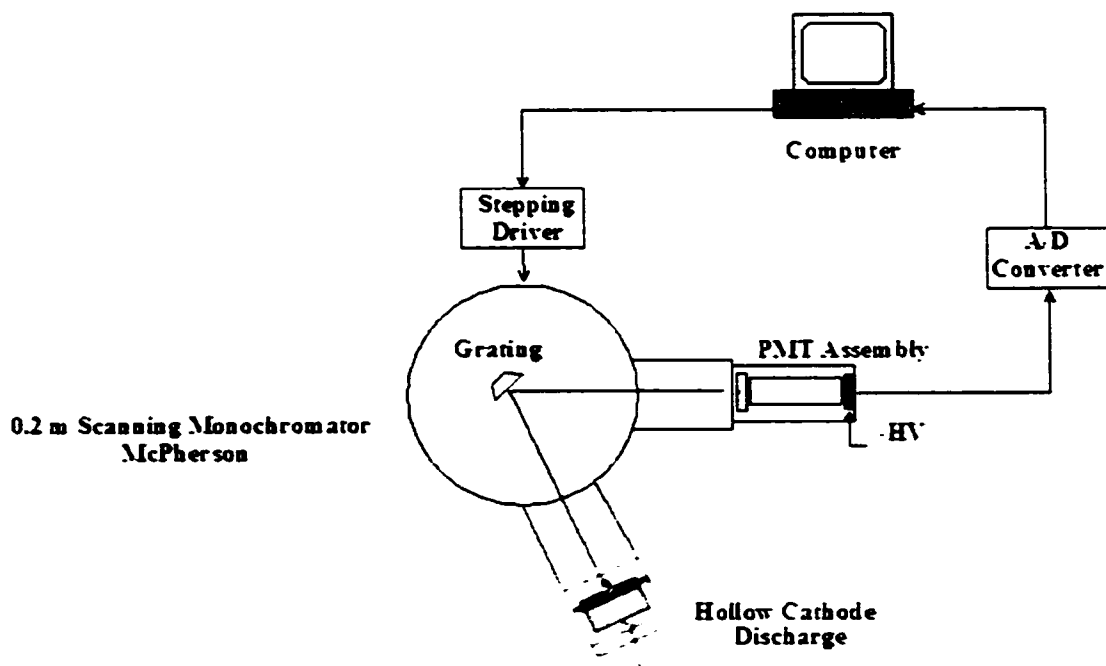 Computer
Stepping
Driver
A/D
Converter
Grating
PMT Assembly
0.2 m Scanning Monochromator
McPherson
-HV
Hollow Cathode
Discharge